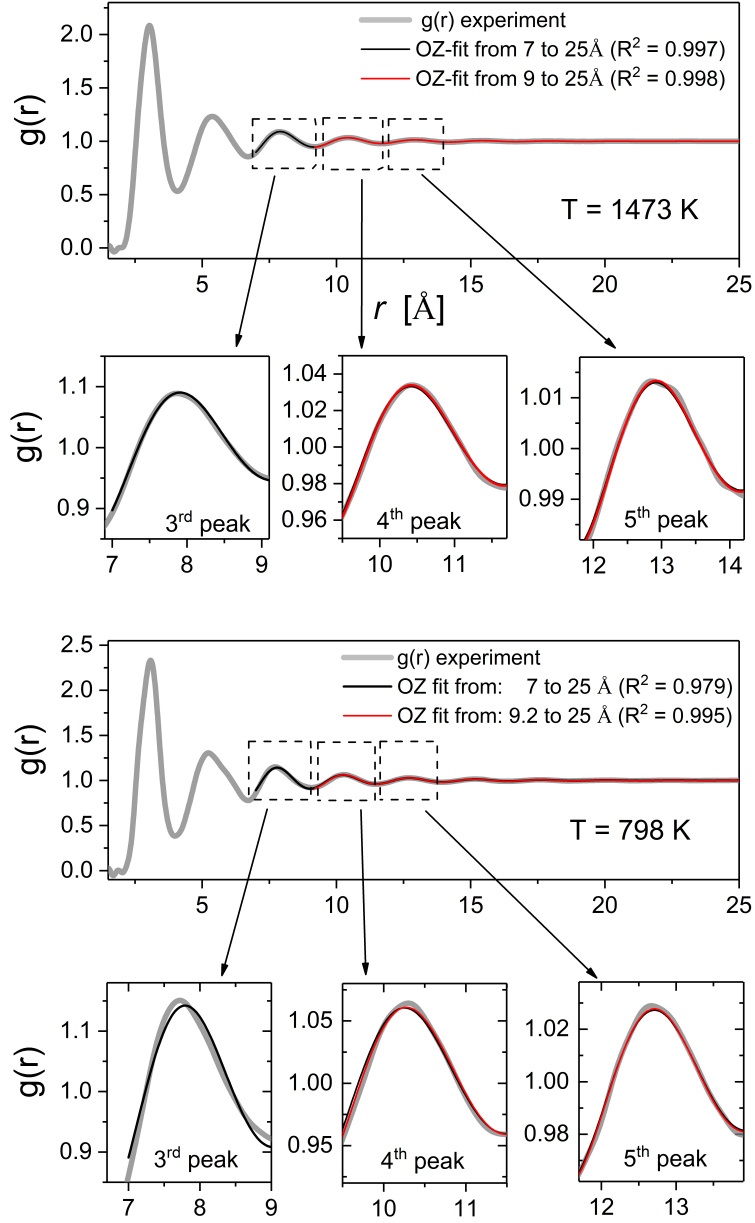 g(r) experiment
OZ-fit from 7 to 25Å (R² = 0.997)
OZ-fit from 9 to 25Å (R² = 0.998)
g(r)
2.0
1.5
1.0
0.5
0.0
T = 1473 K
5 10 15 20 25
r [Å]
g(r)
1.1
1.0
0.9
3rd peak
7 8 9
1.04
1.02
1.00
0.98
0.96
4th peak
10 11
1.01
1.00
0.99
5th peak
12 13 14
g(r)
2.5
2.0
1.5
1.0
0.5
0.0
g(r) experiment
OZ fit from: 7 to 25 Å (R² = 0.979)
OZ fit from: 9.2 to 25 Å (R² = 0.995)
T = 798 K
5 10 15 20 25
g(r)
1.1
1.0
0.9
3rd peak
7 8 9
1.05
1.00
0.95
4th peak
10 11
1.02
1.00
0.98
5th peak
12 13